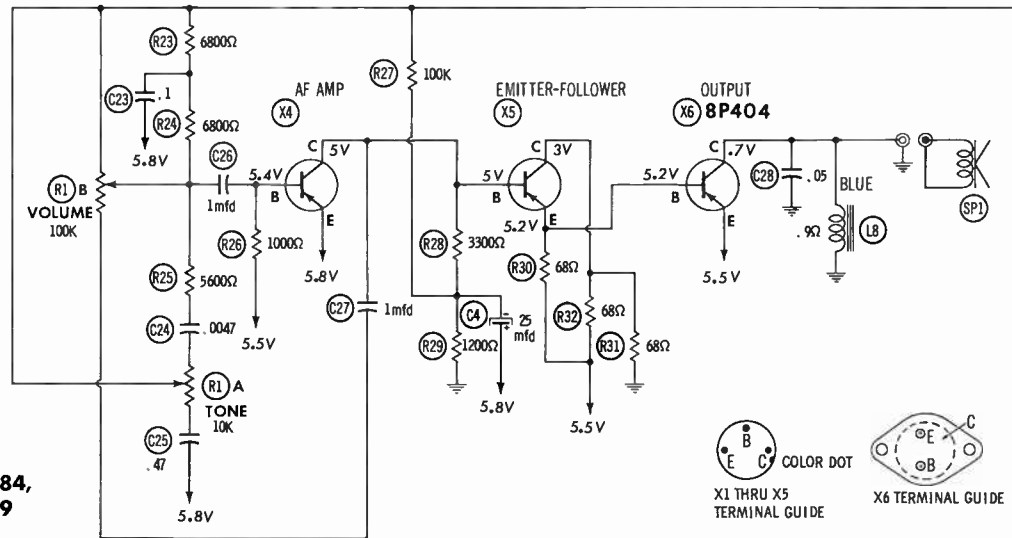 R23 6800Ω
C23 .1
R24 6800Ω
5.8V
R1 B
VOLUME
100K
C26
1mfd
R26 1000Ω
5.5V
R25 5600Ω
C24 .0047
R1 A
TONE
10K
C25
.47
5.8V
84,
9
AF AMP
X4
C 5V
5.4V
B
E
5.8V
C27 1mfd
R27 100K
R28 3300Ω
R29 1200Ω
C4 - + 25
mfd
5.8V
EMITTER-FOLLOWER
X5
C 3V
5V
B
E
5.2V
R30 68Ω
R32 68Ω
R31 68Ω
5.5V
OUTPUT
X6 8P404
C .7V
5.2V
B
E
5.5V
C28 .05
BLUE
.9Ω L8
SP1
B
E C COLOR DOT
X1 THRU X5
TERMINAL GUIDE
C
E
B
X6 TERMINAL GUIDE